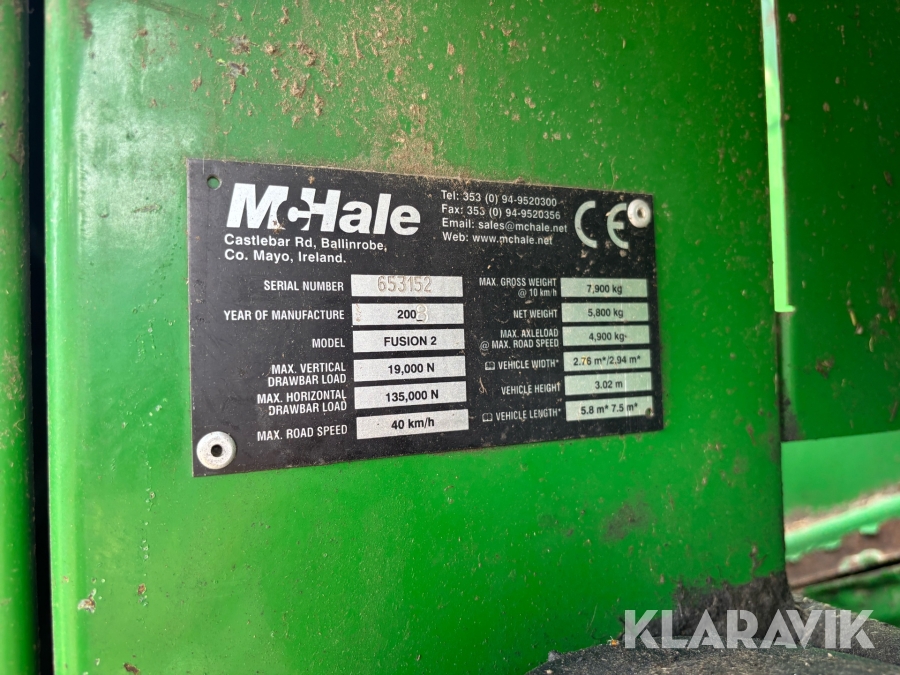 McHale
Castlebar Rd, Ballinrobe,
Co. Mayo, Ireland.
Tel: 353 (0) 94-9520300
Fax: 353 (0) 94-9520356
Email: sales@mchale.net
Web: www.mchale.net
CE
SERIAL NUMBER 653152
YEAR OF MANUFACTURE 2003
MODEL FUSION 2
MAX. VERTICAL
DRAWBAR LOAD 19,000 N
MAX. HORIZONTAL
DRAWBAR LOAD 135,000 N
MAX. ROAD SPEED 40 km/h
MAX. GROSS WEIGHT
@ 10 km/h 7,900 kg
NET WEIGHT 5,800 kg
MAX. AXLELOAD
@ MAX. ROAD SPEED 4,900 kg
VEHICLE WIDTH* 2.76 m*/2.94 m*
VEHICLE HEIGHT 3.02 m
VEHICLE LENGTH* 5.8 m* 7.5 m*
KLARAVIK